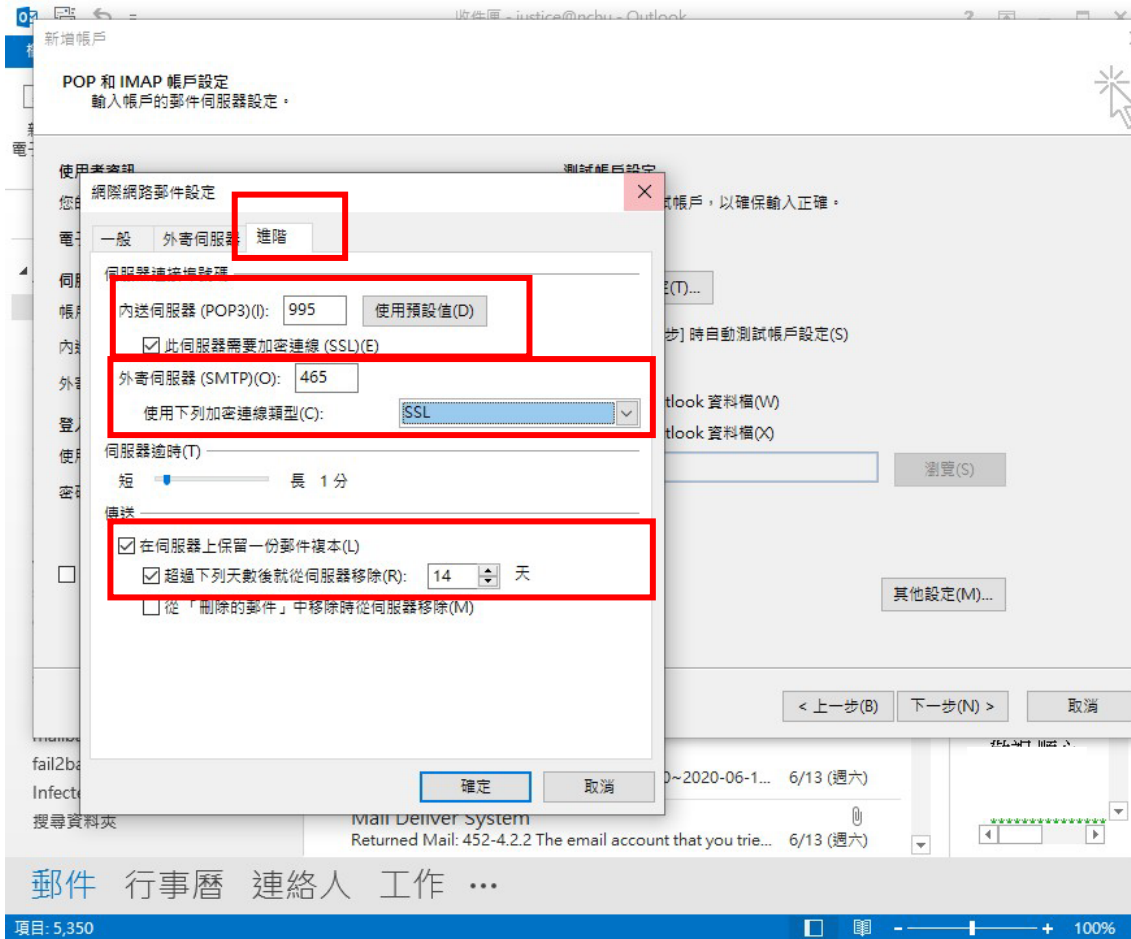 收件匣 - justice@nchu - Outlook
新增帳戶
POP 和 IMAP 帳戶設定
輸入帳戶的郵件伺服器設定。
使用者資訊
測試帳戶設定
網際網路郵件設定
試帳戶，以確保輸入正確。
一般 外寄伺服器 進階
伺服器連接埠號碼
內送伺服器 (POP3)(I): 995 使用預設值(D)
(T)...
此伺服器需要加密連線 (SSL)(E)
步] 時自動測試帳戶設定(S)
外寄伺服器 (SMTP)(O): 465
使用下列加密連線類型(C): SSL
tlook 資料檔(W)
tlook 資料檔(X)
伺服器逾時(T)
短 長 1 分
瀏覽(S)
傳送
在伺服器上保留一份郵件複本(L)
超過下列天數後就從伺服器移除(R): 14 天
從「刪除的郵件」中移除時從伺服器移除(M)
其他設定(M)...
< 上一步(B) 下一步(N) > 取消
fail2ba
Infecte
確定 取消
0~2020-06-1... 6/13 (週六)
搜尋資料夾
Mail Deliver System
Returned Mail: 452-4.2.2 The email account that you trie... 6/13 (週六)
***************
郵件 行事曆 連絡人 工作 •••
項目: 5,350
- + 100%